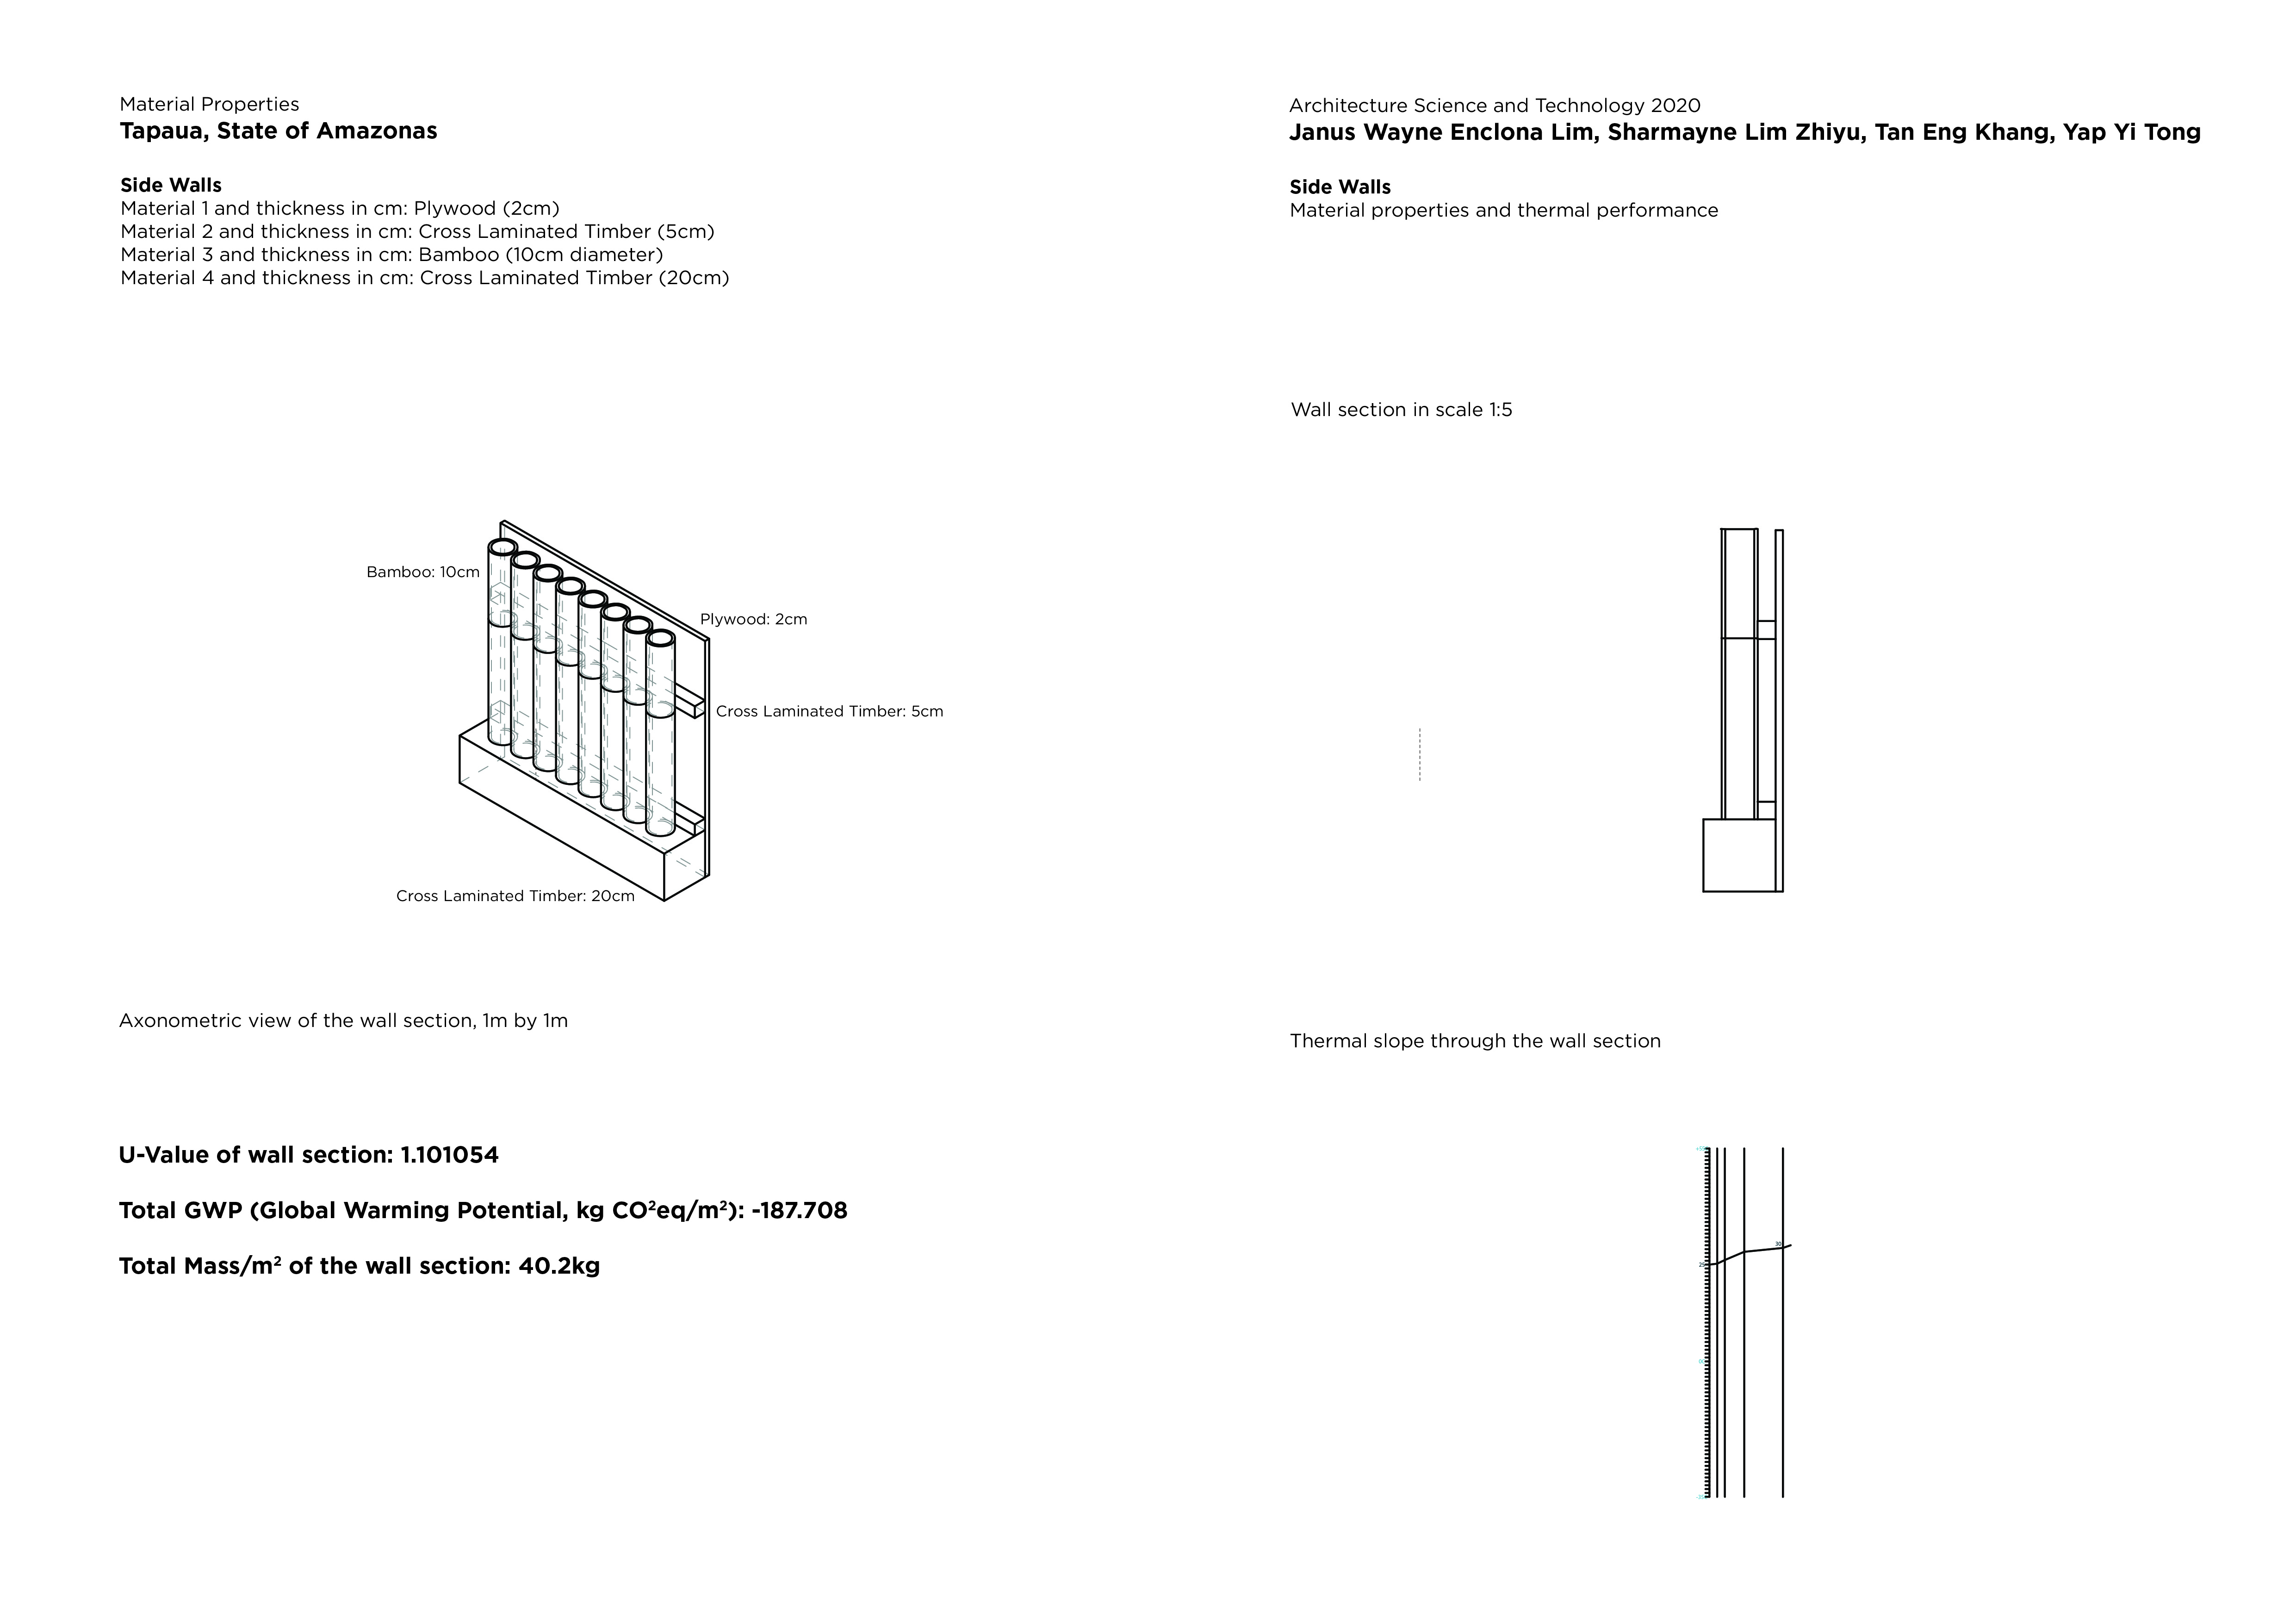 Material Properties
Tapaua, State of Amazonas
Side Walls
Material 1 and thickness in cm: Plywood (2cm)
Material 2 and thickness in cm: Cross Laminated Timber (5cm)
Material 3 and thickness in cm: Bamboo (10cm diameter)
Material 4 and thickness in cm: Cross Laminated Timber (20cm)
Bamboo: 10cm
Plywood: 2cm
Cross Laminated Timber: 5cm
Cross Laminated Timber: 20cm
Axonometric view of the wall section, 1m by 1m
U-Value of wall section: 1.101054
Total GWP (Global Warming Potential, kg CO²eq/m²): -187.708
Total Mass/m² of the wall section: 40.2kg
Architecture Science and Technology 2020
Janus Wayne Enclona Lim, Sharmayne Lim Zhiyu, Tan Eng Khang, Yap Yi Tong
Side Walls
Material properties and thermal performance
Wall section in scale 1:5
Thermal slope through the wall section
30
25